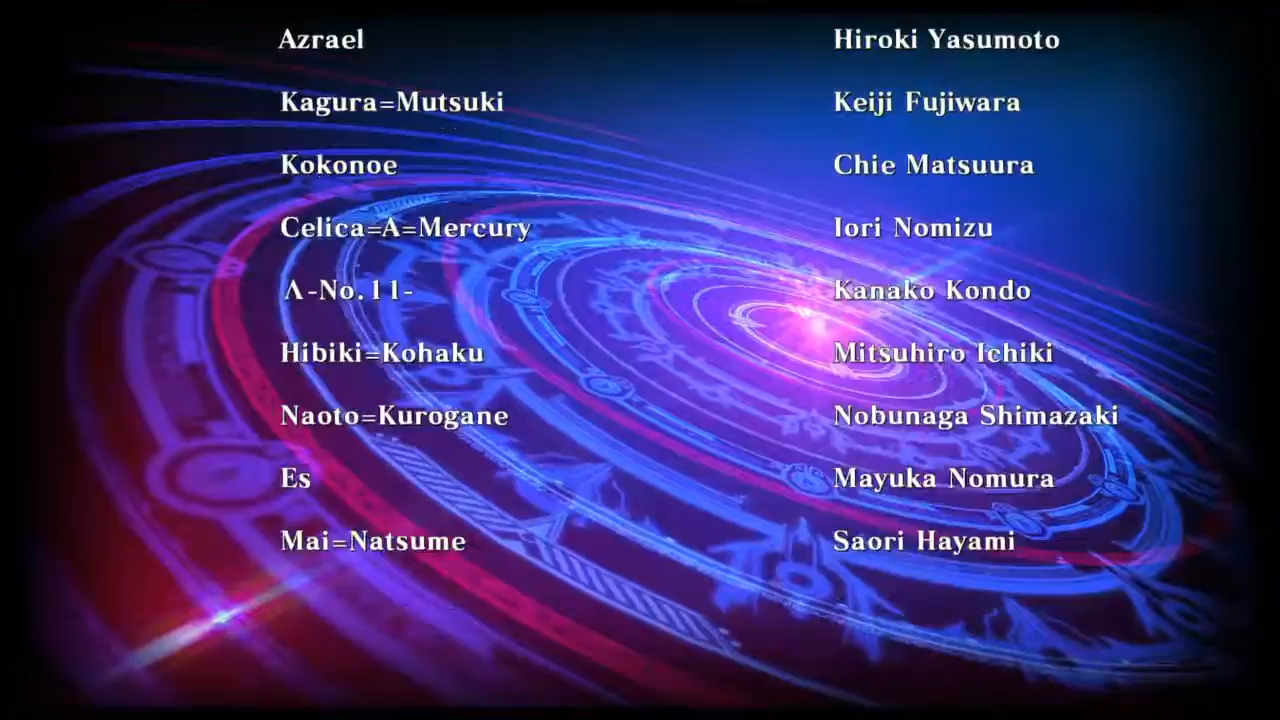 Azrael Hiroki Yasumoto
Kagura=Mutsuki Keiji Fujiwara
Kokonoe Chie Matsuura
Celica=A=Mercury Iori Nomizu
Λ-No.11- Kanako Kondo
Hibiki=Kohaku Mitsuhiro Ichiki
Naoto=Kurogane Nobunaga Shimazaki
Es Mayuka Nomura
Mai=Natsume Saori Hayami